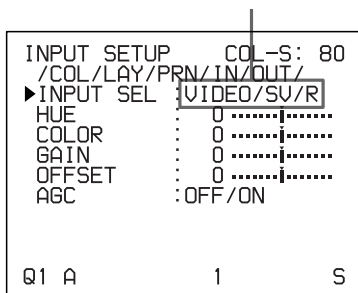 INPUT SETUP COL-S: 80
/COL/LAY/PRN/IN/OUT/
▶INPUT SEL :VIDEO/SV/R
HUE : 0
COLOR : 0
GAIN : 0
OFFSET : 0
AGC :OFF/ON
Q1 A 1 S